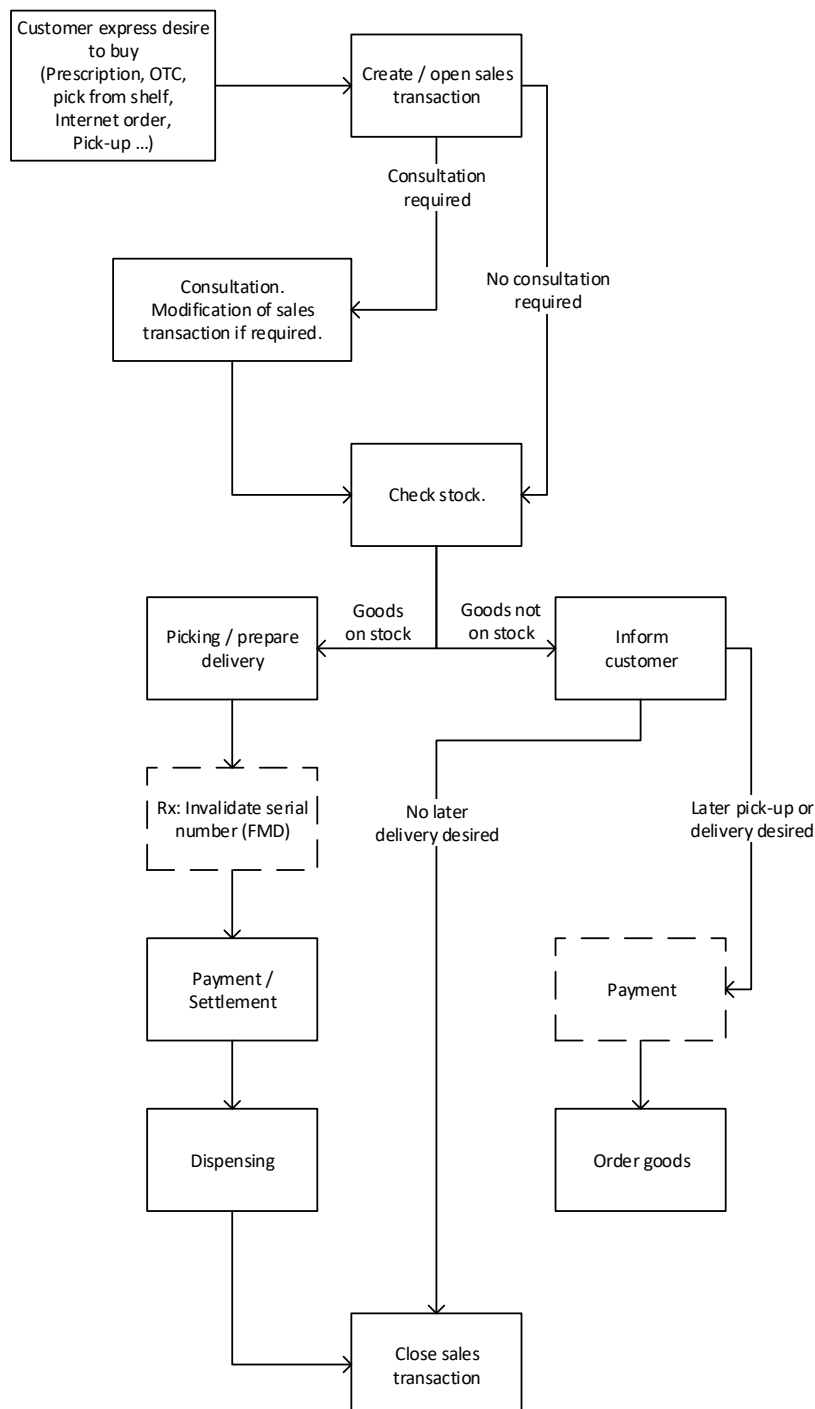 Customer express desire
to buy
(Prescription, OTC,
pick from shelf,
Internet order,
Pick-up ...)
Create / open sales
transaction
Consultation
required
No consultation
required
Consultation.
Modification of sales
transaction if required.
Check stock.
Goods
on stock
Goods not
on stock
Picking / prepare
delivery
Inform
customer
Rx: Invalidate serial
number (FMD)
No later
delivery desired
Later pick-up or
delivery desired
Payment /
Settlement
Payment
Dispensing
Order goods
Close sales
transaction